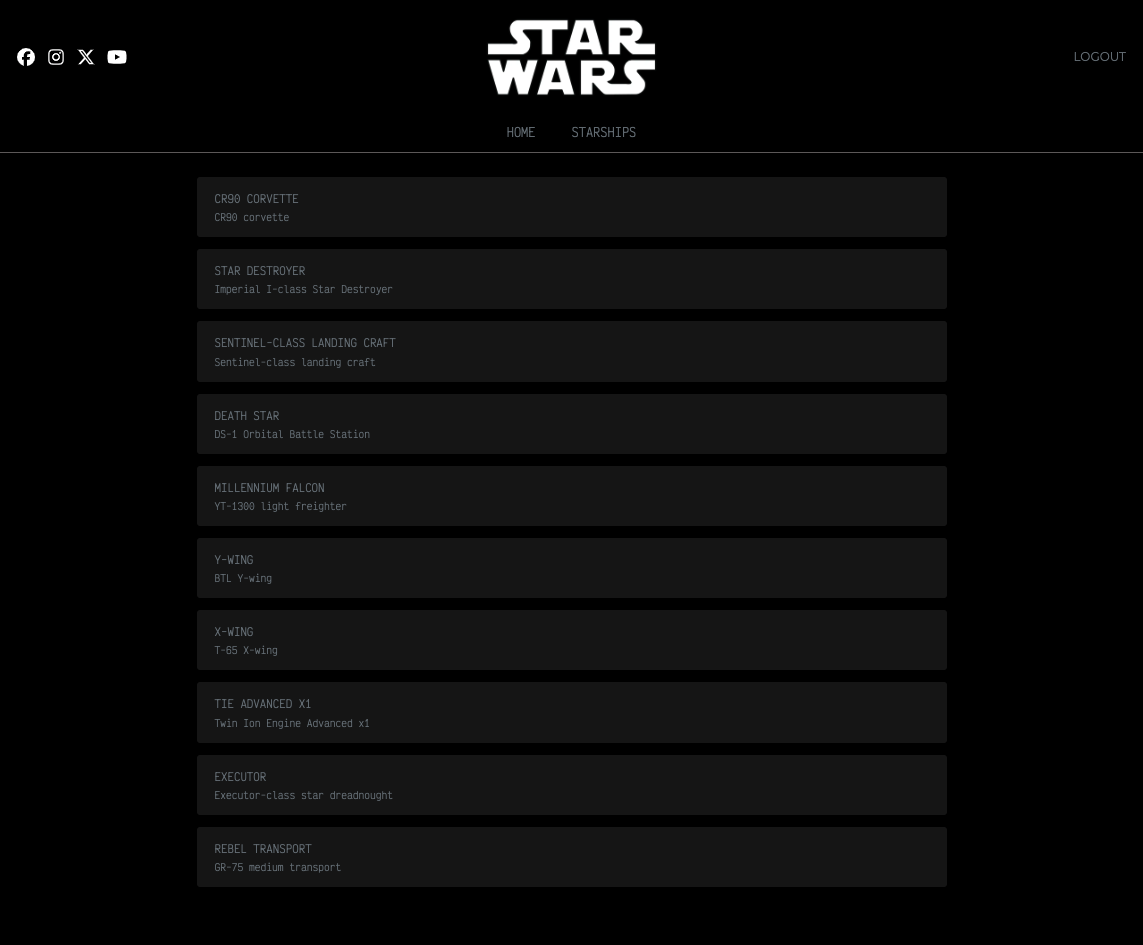 STAR
WARS
LOGOUT
HOME STARSHIPS
CR90 CORVETTE
CR90 corvette
STAR DESTROYER
Imperial I-class Star Destroyer
SENTINEL-CLASS LANDING CRAFT
Sentinel-class landing craft
DEATH STAR
DS-1 Orbital Battle Station
MILLENNIUM FALCON
YT-1300 light freighter
Y-WING
BTL Y-wing
X-WING
T-65 X-wing
TIE ADVANCED X1
Twin Ion Engine Advanced x1
EXECUTOR
Executor-class star dreadnought
REBEL TRANSPORT
GR-75 medium transport